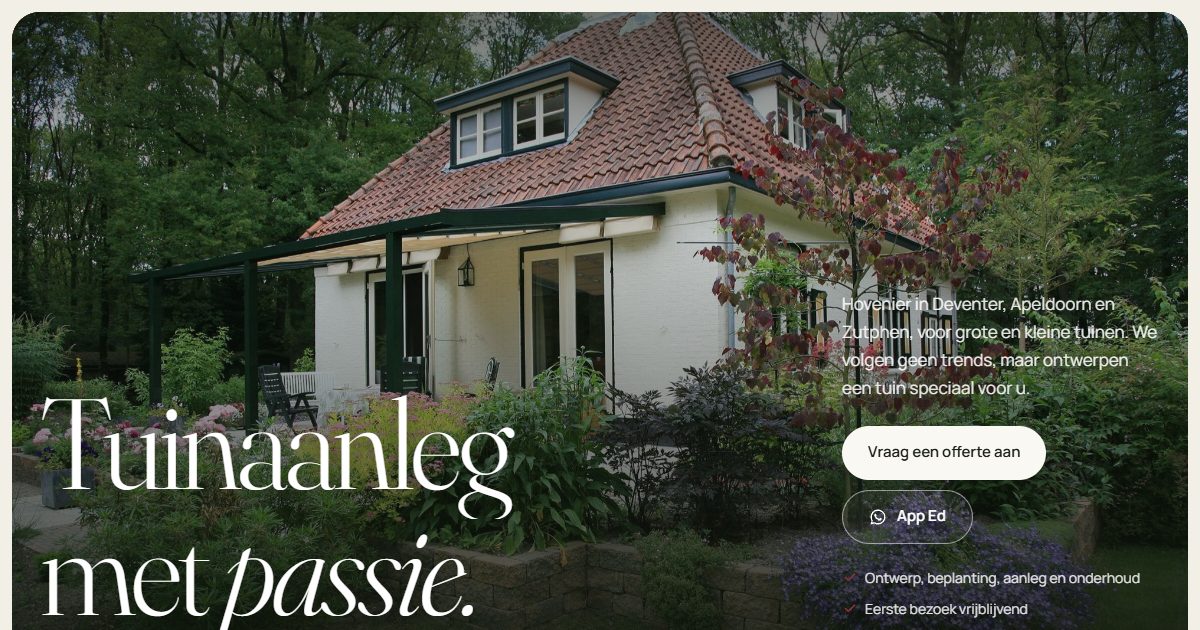 Tuinaanleg
met passie.
Hovenier in Deventer, Apeldoorn en
Zutphen, voor grote en kleine tuinen. We
volgen geen trends, maar ontwerpen
een tuin speciaal voor u.
Vraag een offerte aan
App Ed
Ontwerp, beplanting, aanleg en onderhoud
Eerste bezoek vrijblijvend